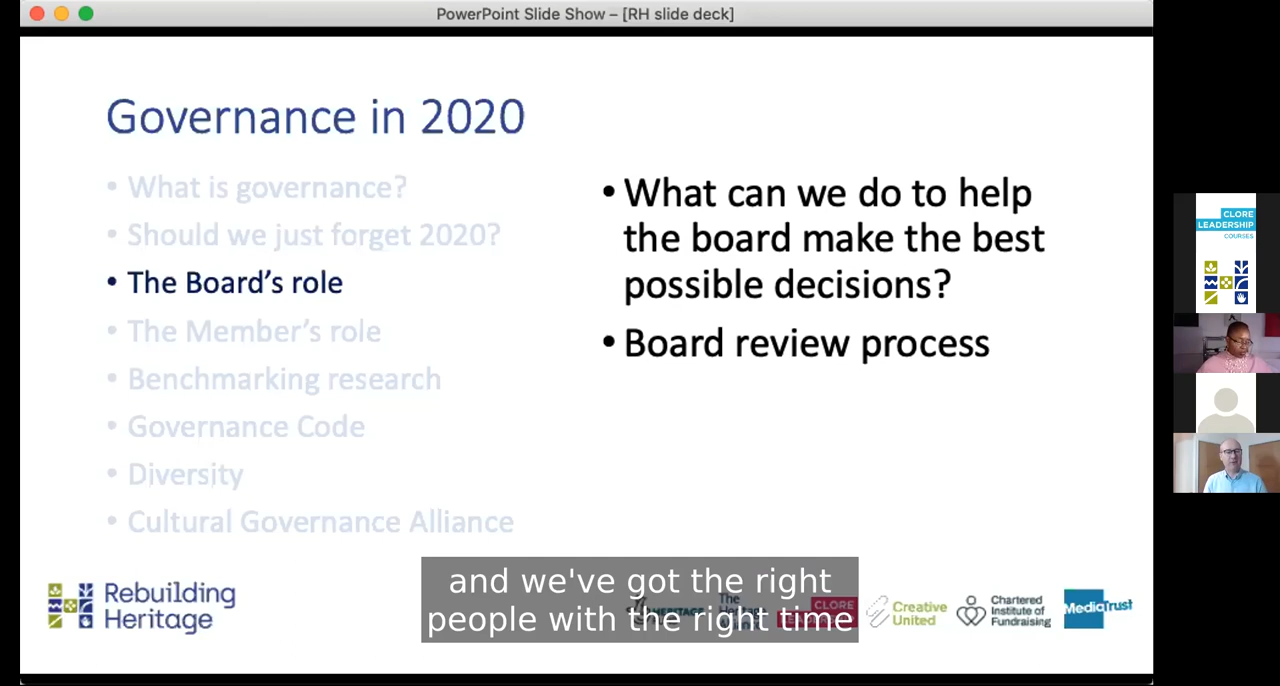 PowerPoint Slide Show – [RH slide deck]
Governance in 2020
• What is governance?
• Should we just forget 2020?
• The Board's role
• The Member's role
• Benchmarking research
• Governance Code
• Diversity
• Cultural Governance Alliance
• What can we do to help
the board make the best
possible decisions?
• Board review process
CLORE
LEADERSHIP
COURSES
Rebuilding
Heritage
and we've got the right
people with the right time
Creative
United
Chartered
Institute of
Fundraising
MediaTrust